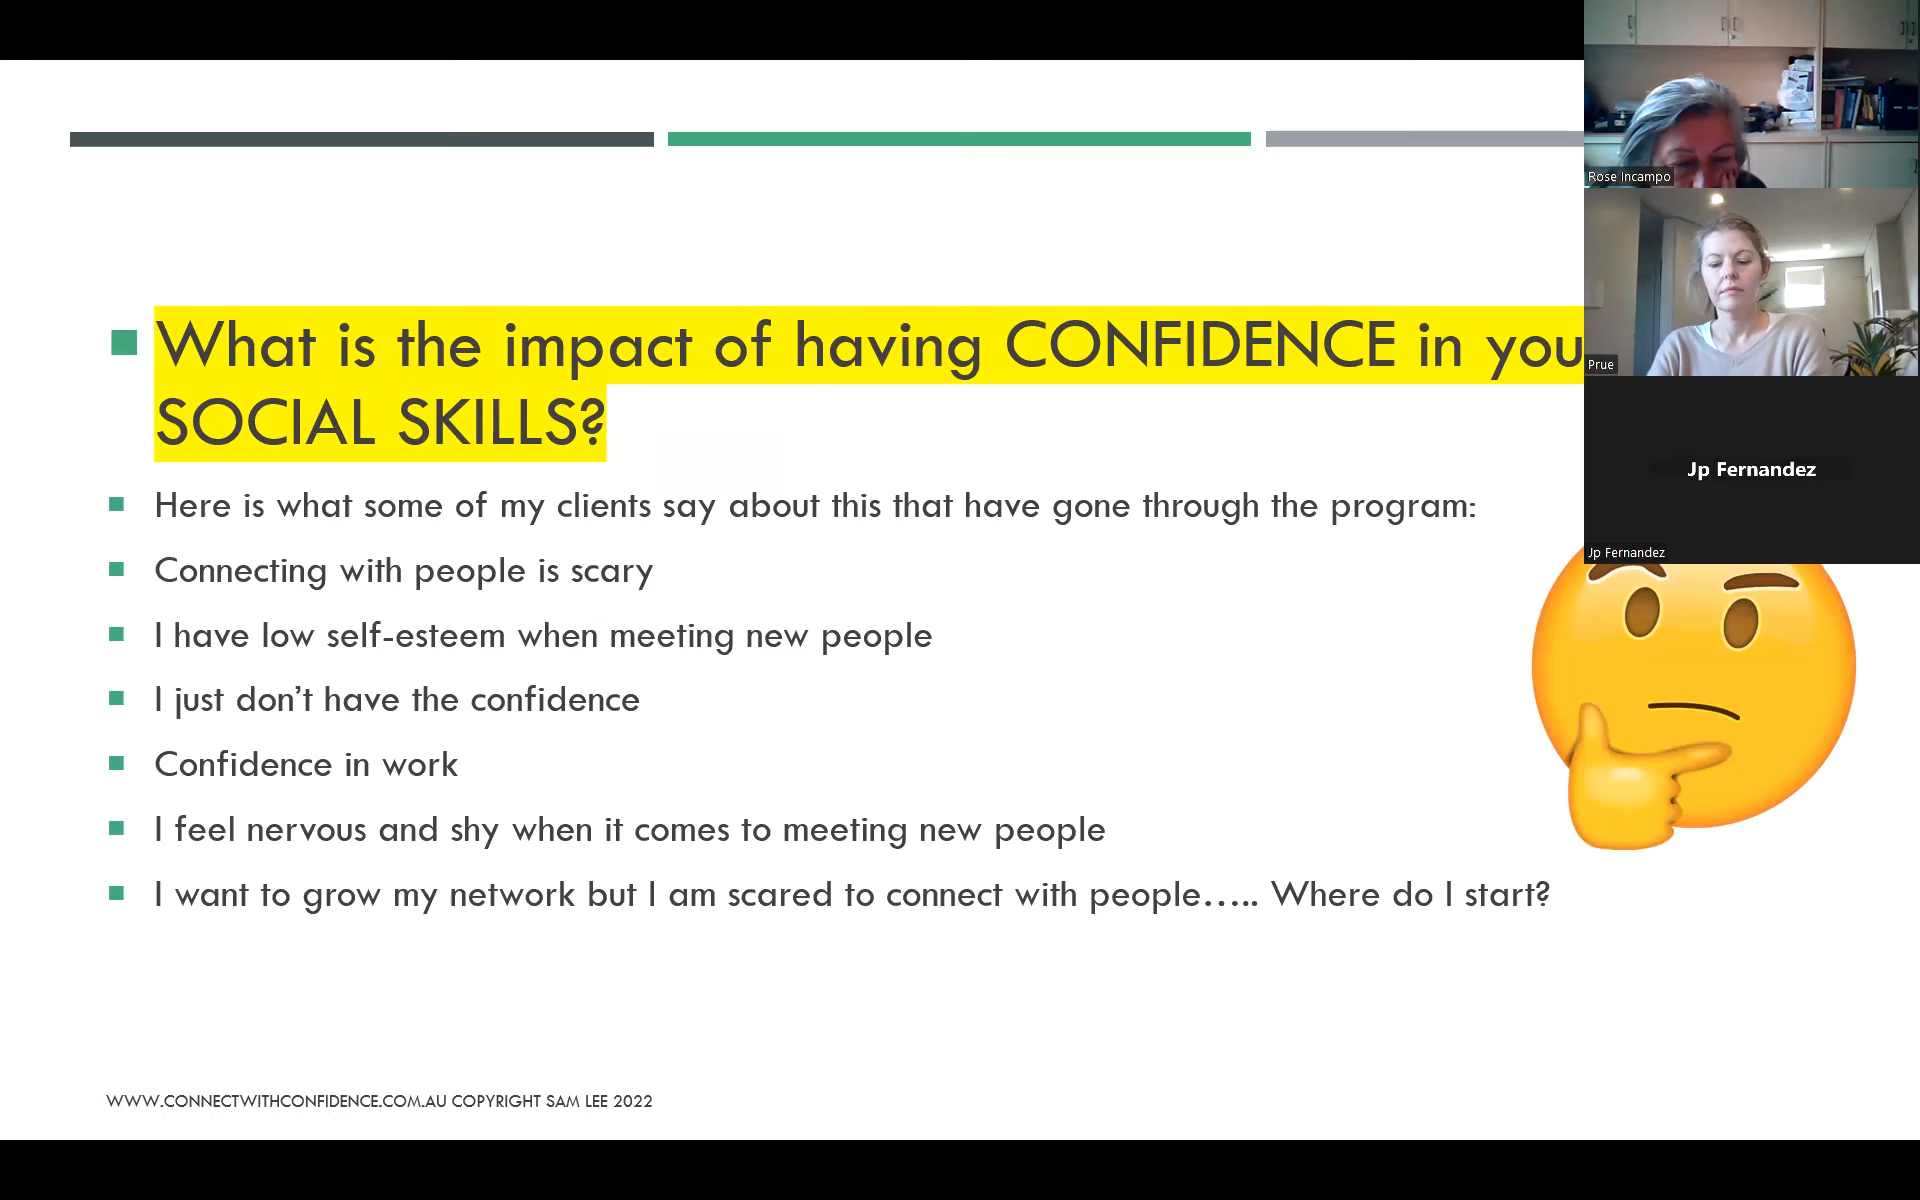 What is the impact of having CONFIDENCE in you
SOCIAL SKILLS?
Here is what some of my clients say about this that have gone through the program:
Connecting with people is scary
I have low self-esteem when meeting new people
I just don’t have the confidence
Confidence in work
I feel nervous and shy when it comes to meeting new people
I want to grow my network but I am scared to connect with people….. Where do I start?
WWW.CONNECTWITHCONFIDENCE.COM.AU COPYRIGHT SAM LEE 2022
Rose Incampo
Prue
Jp Fernandez
Jp Fernandez